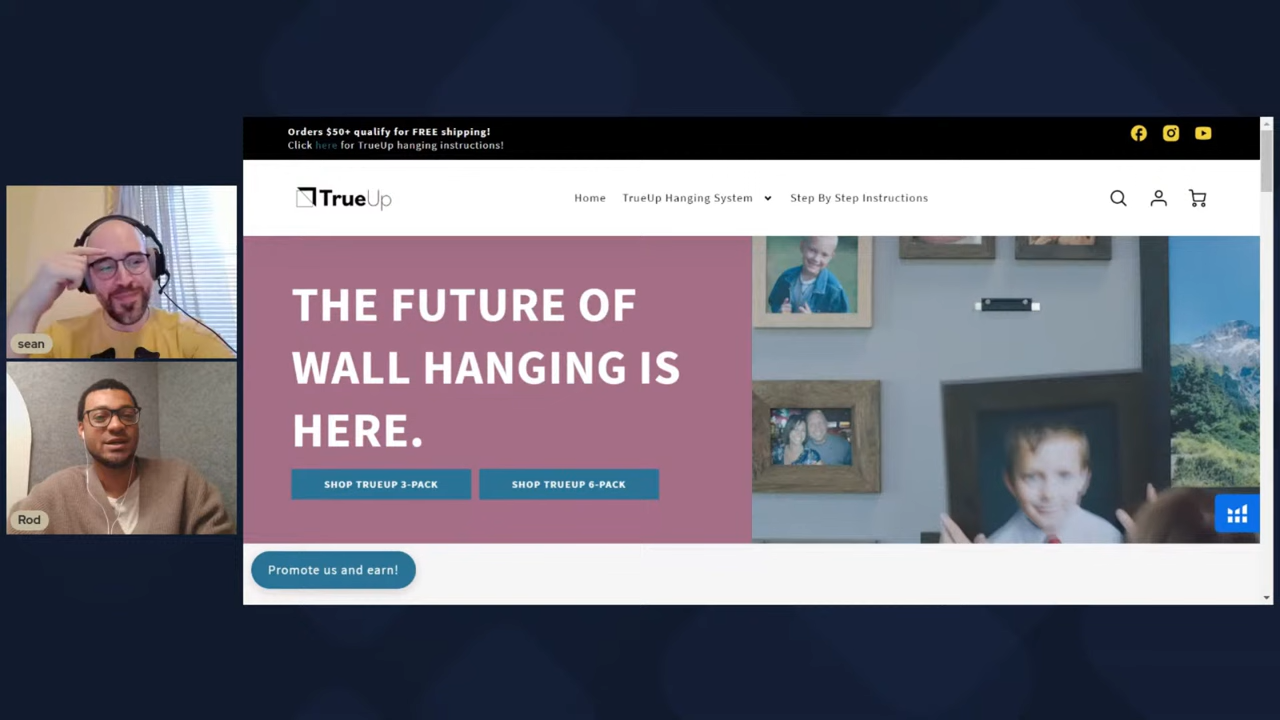 Orders $50+ qualify for FREE shipping!
Click here for TrueUp hanging instructions!
TrueUp
Home
TrueUp Hanging System
Step By Step Instructions
THE FUTURE OF
WALL HANGING IS
HERE.
SHOP TRUEUP 3-PACK
SHOP TRUEUP 6-PACK
Promote us and earn!
sean
Rod